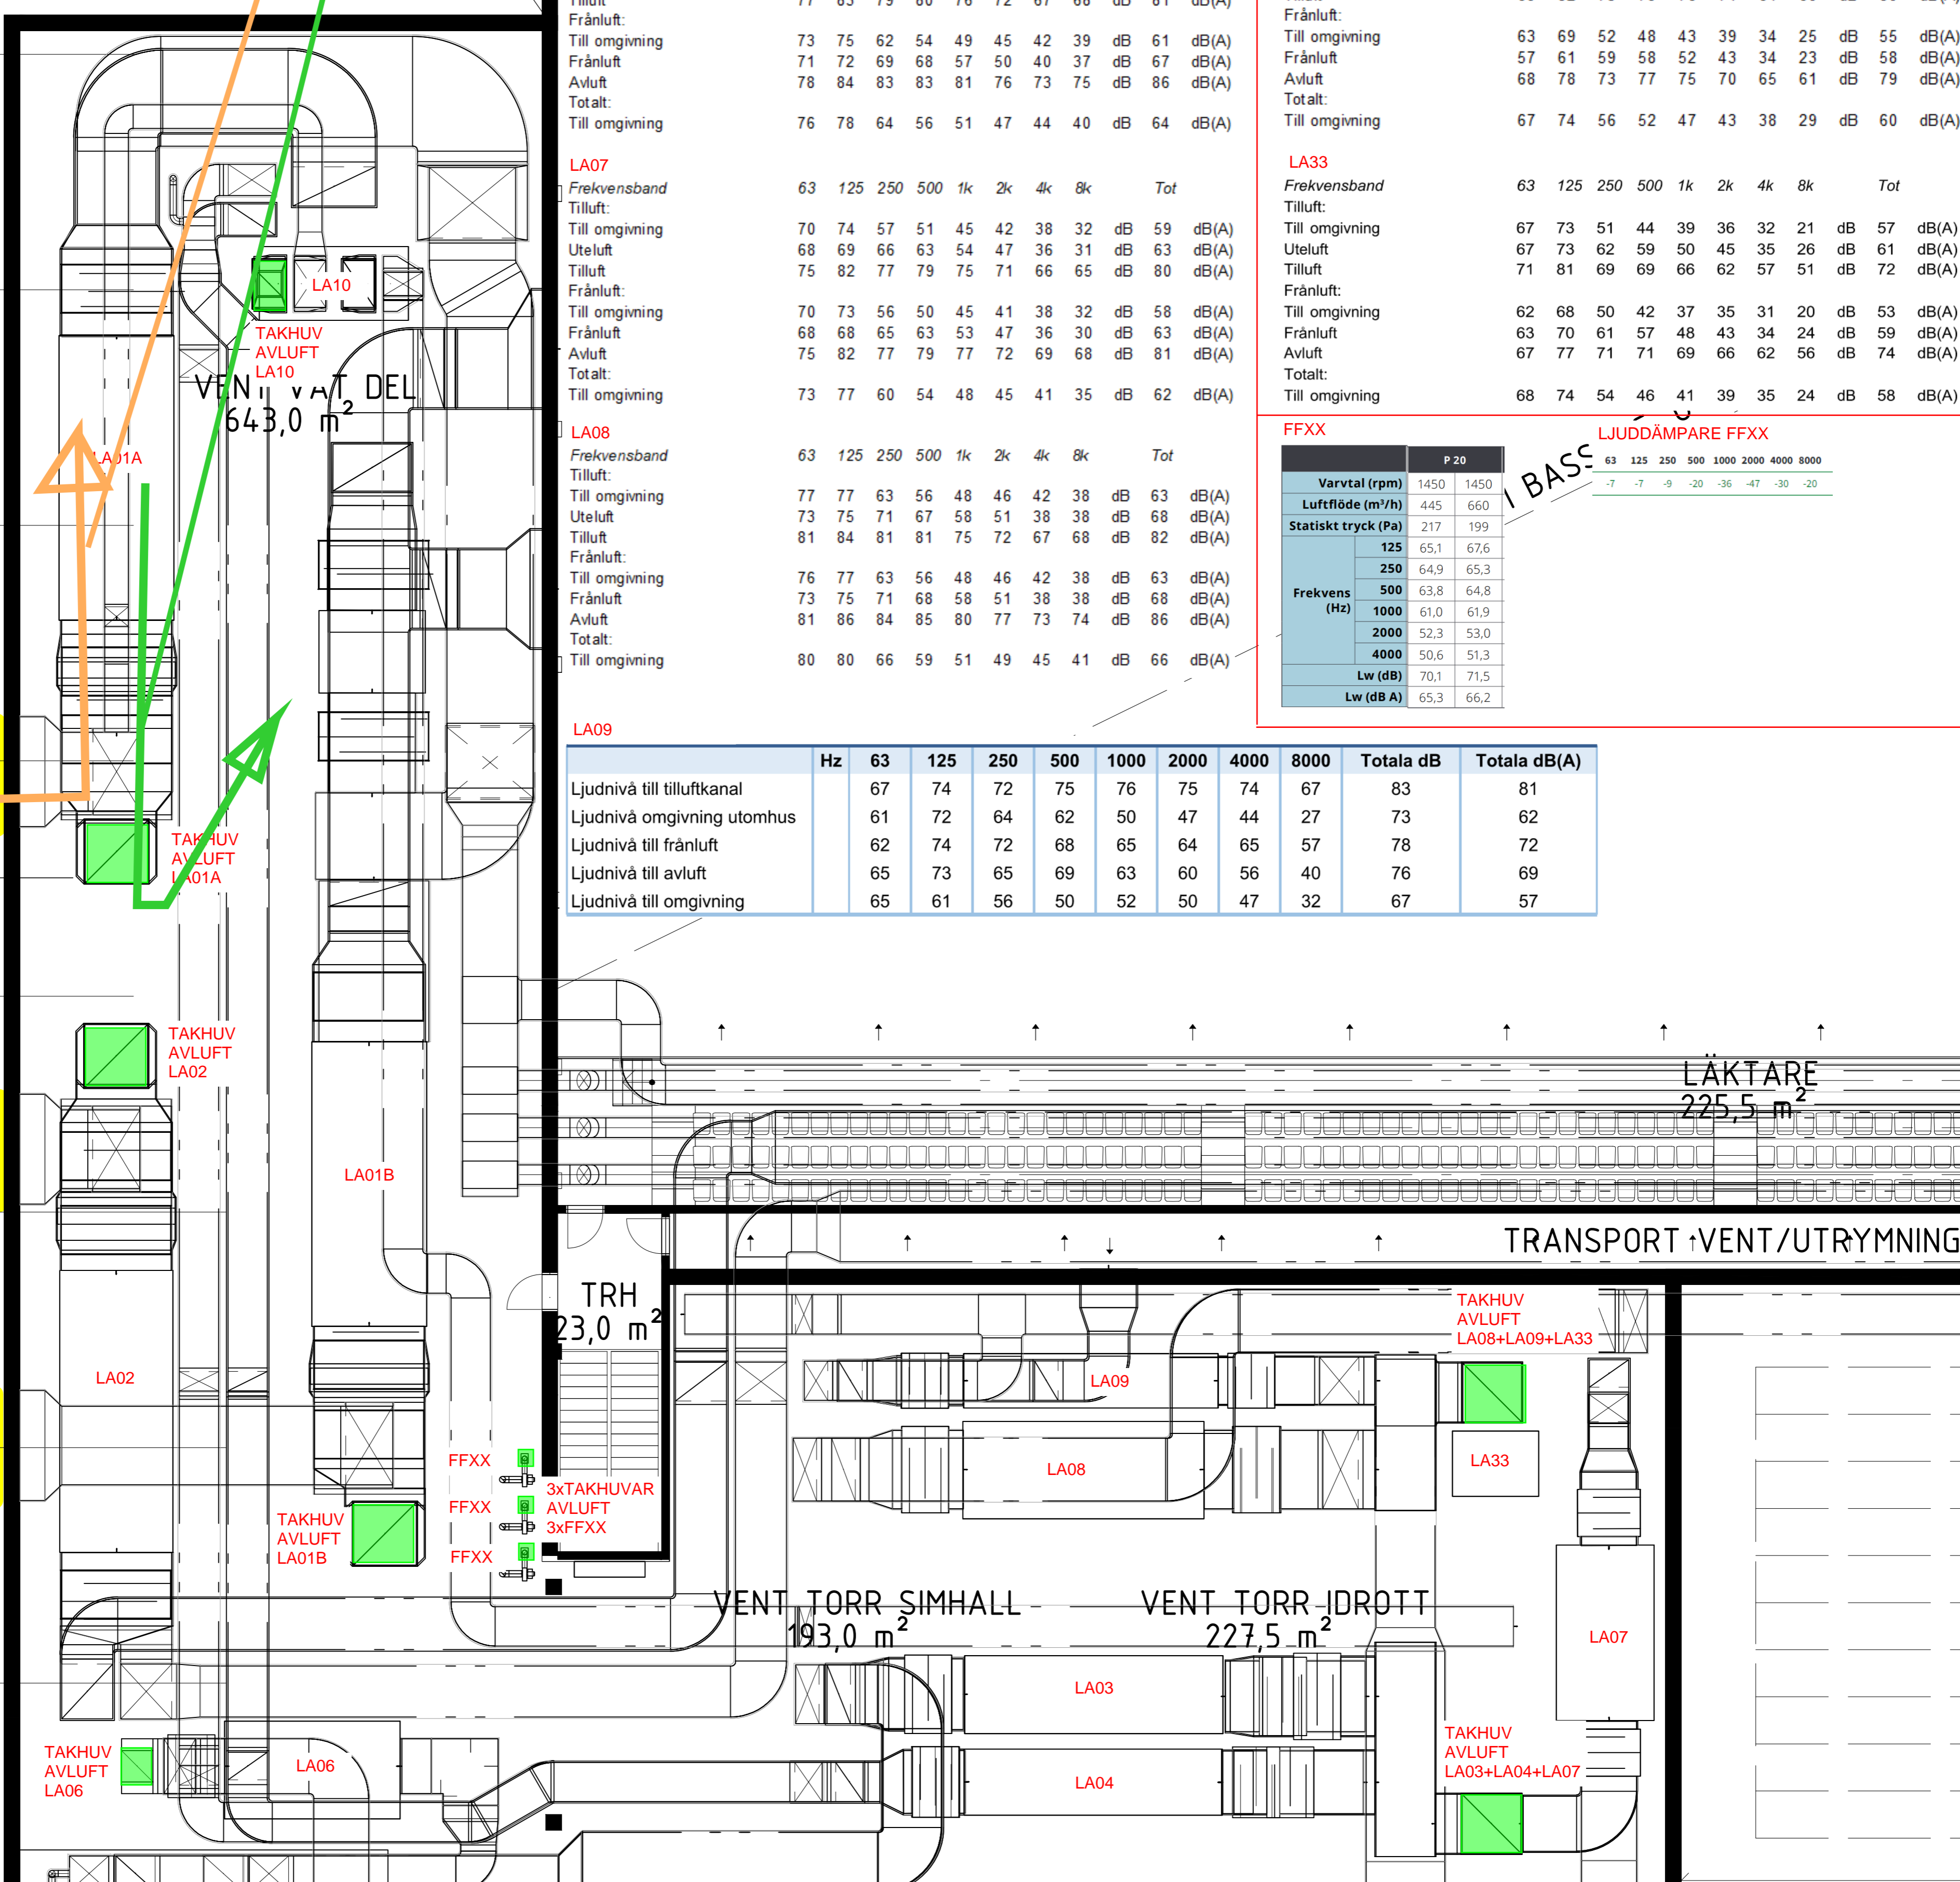 Tilluft 77 83 79 80 76 72 67 68 dB 81 dB(A)
Frånluft:
Till omgivning 73 75 62 54 49 45 42 39 dB 61 dB(A)
Frånluft 71 72 69 68 57 50 40 37 dB 67 dB(A)
Avluft 78 84 83 83 81 76 73 75 dB 86 dB(A)
Totalt:
Till omgivning 76 78 64 56 51 47 44 40 dB 64 dB(A)
Frånluft:
Till omgivning 63 69 52 48 43 39 34 25 dB 55 dB(A)
Frånluft 57 61 59 58 52 43 34 23 dB 58 dB(A)
Avluft 68 78 73 77 75 70 65 61 dB 79 dB(A)
Totalt:
Till omgivning 67 74 56 52 47 43 38 29 dB 60 dB(A)
LA07
Frekvensband 63 125 250 500 1k 2k 4k 8k Tot
Tilluft:
Till omgivning 70 74 57 51 45 42 38 32 dB 59 dB(A)
Uteluft 68 69 66 63 54 47 36 31 dB 63 dB(A)
Tilluft 75 82 77 79 75 71 66 65 dB 80 dB(A)
Frånluft:
Till omgivning 70 73 56 50 45 41 38 32 dB 58 dB(A)
Frånluft 68 68 65 63 53 47 36 30 dB 63 dB(A)
Avluft 75 82 77 79 77 72 69 68 dB 81 dB(A)
Totalt:
Till omgivning 73 77 60 54 48 45 41 35 dB 62 dB(A)
LA33
Frekvensband 63 125 250 500 1k 2k 4k 8k Tot
Tilluft:
Till omgivning 67 73 51 44 39 36 32 21 dB 57 dB(A)
Uteluft 67 73 62 59 50 45 35 26 dB 61 dB(A)
Tilluft 71 81 69 69 66 62 57 51 dB 72 dB(A)
Frånluft:
Till omgivning 62 68 50 42 37 35 31 20 dB 53 dB(A)
Frånluft 63 70 61 57 48 43 34 24 dB 59 dB(A)
Avluft 67 77 71 71 69 66 62 56 dB 74 dB(A)
Totalt:
Till omgivning 68 74 54 46 41 39 35 24 dB 58 dB(A)
LA08
Frekvensband 63 125 250 500 1k 2k 4k 8k Tot
Tilluft:
Till omgivning 77 77 63 56 48 46 42 38 dB 63 dB(A)
Uteluft 73 75 71 67 58 51 38 38 dB 68 dB(A)
Tilluft 81 84 81 81 75 72 67 68 dB 82 dB(A)
Frånluft:
Till omgivning 76 77 63 56 48 46 42 38 dB 63 dB(A)
Frånluft 73 75 71 68 58 51 38 38 dB 68 dB(A)
Avluft 81 86 84 85 80 77 73 74 dB 86 dB(A)
Totalt:
Till omgivning 80 80 66 59 51 49 45 41 dB 66 dB(A)
FFXX
P 20
Varvtal (rpm) 1450 1450
Luftflöde (m³/h) 445 660
Statiskt tryck (Pa) 217 199
Frekvens (Hz)
125 65,1 67,6
250 64,9 65,3
500 63,8 64,8
1000 61,0 61,9
2000 52,3 53,0
4000 50,6 51,3
Lw (dB) 70,1 71,5
Lw (dB A) 65,3 66,2
LJUDDÄMPARE FFXX
63 125 250 500 1000 2000 4000 8000
-7 -7 -9 -20 -36 -47 -30 -20
I BASS
LA09
Hz 63 125 250 500 1000 2000 4000 8000 Totala dB Totala dB(A)
Ljudnivå till tilluftkanal 67 74 72 75 76 75 74 67 83 81
Ljudnivå omgivning utomhus 61 72 64 62 50 47 44 27 73 62
Ljudnivå till frånluft 62 74 72 68 65 64 65 57 78 72
Ljudnivå till avluft 65 73 65 69 63 60 56 40 76 69
Ljudnivå till omgivning 65 61 56 50 52 50 47 32 67 57
LA10
TAKHUV
AVLUFT
LA10
VENT VÅT DEL
643,0 m²
LA01A
TAKHUV
AVLUFT
LA01A
TAKHUV
AVLUFT
LA02
LA01B
LA02
LÄKTARE
225,5 m²
TRANSPORT VENT/UTRYMNING
TRH
23,0 m²
TAKHUV
AVLUFT
LA08+LA09+LA33
LA09
LA08
LA33
FFXX
FFXX
FFXX
3xTAKHUVAR
AVLUFT
3xFFXX
TAKHUV
AVLUFT
LA01B
VENT TORR SIMHALL
193,0 m²
VENT TORR IDROTT
227,5 m²
LA07
LA03
LA04
TAKHUV
AVLUFT
LA03+LA04+LA07
TAKHUV
AVLUFT
LA06
LA06